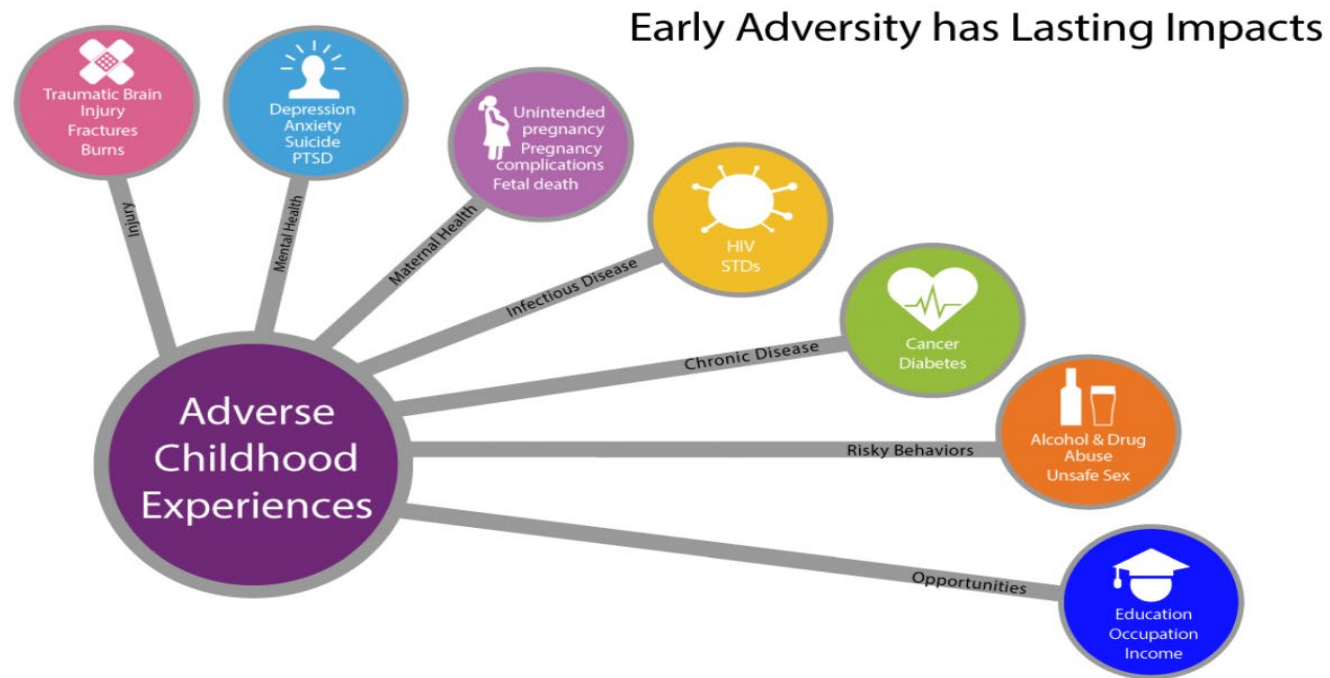 Early Adversity has Lasting Impacts
Traumatic Brain
Injury
Fractures
Burns
Injury
Depression
Anxiety
Suicide
PTSD
Mental Health
Unintended
pregnancy
Pregnancy
complications
Fetal death
Maternal Health
HIV
STDs
Infectious Disease
Cancer
Diabetes
Chronic Disease
Alcohol & Drug
Abuse
Unsafe Sex
Risky Behaviors
Education
Occupation
Income
Opportunities
Adverse
Childhood
Experiences